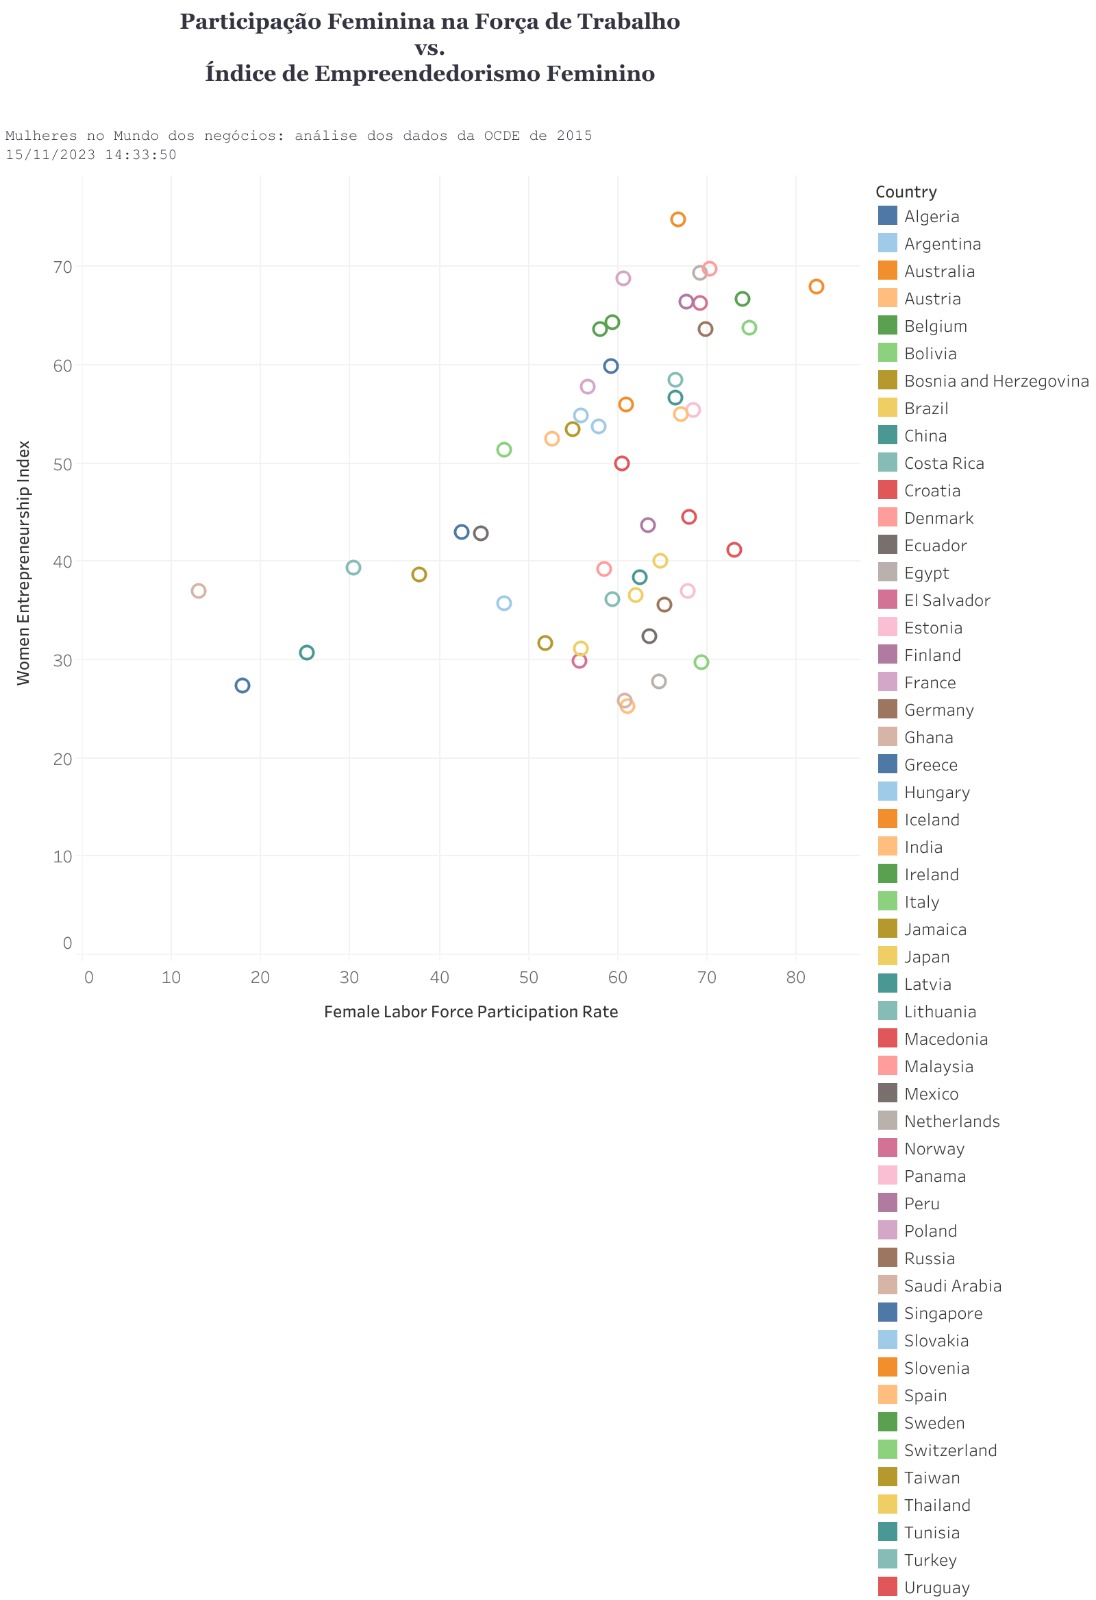 Participação Feminina na Força de Trabalho
vs.
Índice de Empreendedorismo Feminino
Mulheres no Mundo dos negócios: análise dos dados da OCDE de 2015
15/11/2023 14:33:50
Women Entrepreneurship Index
70
60
50
40
30
20
10
0
0 10 20 30 40 50 60 70 80
Female Labor Force Participation Rate
Country
Algeria
Argentina
Australia
Austria
Belgium
Bolivia
Bosnia and Herzegovina
Brazil
China
Costa Rica
Croatia
Denmark
Ecuador
Egypt
El Salvador
Estonia
Finland
France
Germany
Ghana
Greece
Hungary
Iceland
India
Ireland
Italy
Jamaica
Japan
Latvia
Lithuania
Macedonia
Malaysia
Mexico
Netherlands
Norway
Panama
Peru
Poland
Russia
Saudi Arabia
Singapore
Slovakia
Slovenia
Spain
Sweden
Switzerland
Taiwan
Thailand
Tunisia
Turkey
Uruguay